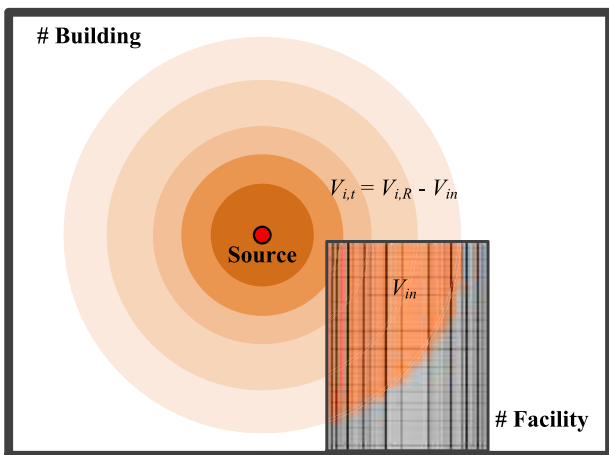 # Building
V_{i,t} = V_{i,R} - V_{in}
Source
V_{in}
# Facility